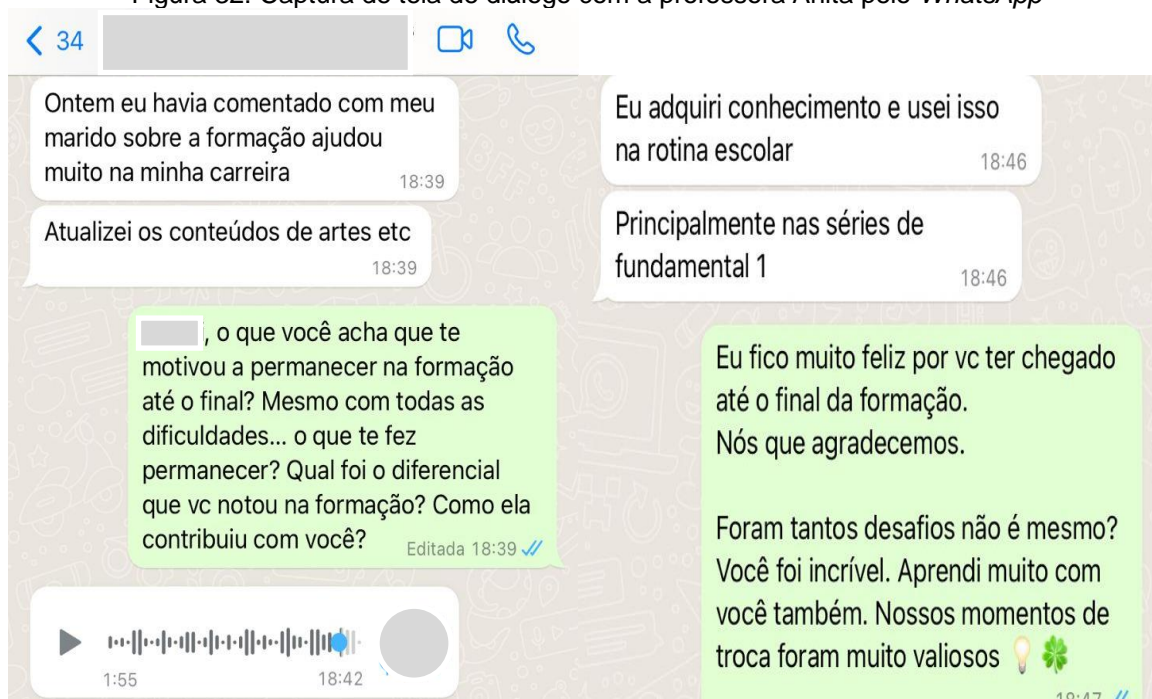 Figura 32. Captura de tela do diálogo com a professora Anita pelo WhatsApp
34
Ontem eu havia comentado com meu
marido sobre a formação ajudou
muito na minha carreira
18:39
Atualizei os conteúdos de artes etc
18:39
, o que você acha que te
motivou a permanecer na formação
até o final? Mesmo com todas as
dificuldades... o que te fez
permanecer? Qual foi o diferencial
que vc notou na formação? Como ela
contribuiu com você?
Editada 18:39
1:55
18:42
Eu adquiri conhecimento e usei isso
na rotina escolar
18:46
Principalmente nas séries de
fundamental 1
18:46
Eu fico muito feliz por vc ter chegado
até o final da formação.
Nós que agradecemos.
Foram tantos desafios não é mesmo?
Você foi incrível. Aprendi muito com
você também. Nossos momentos de
troca foram muito valiosos 💡🍀
18:47